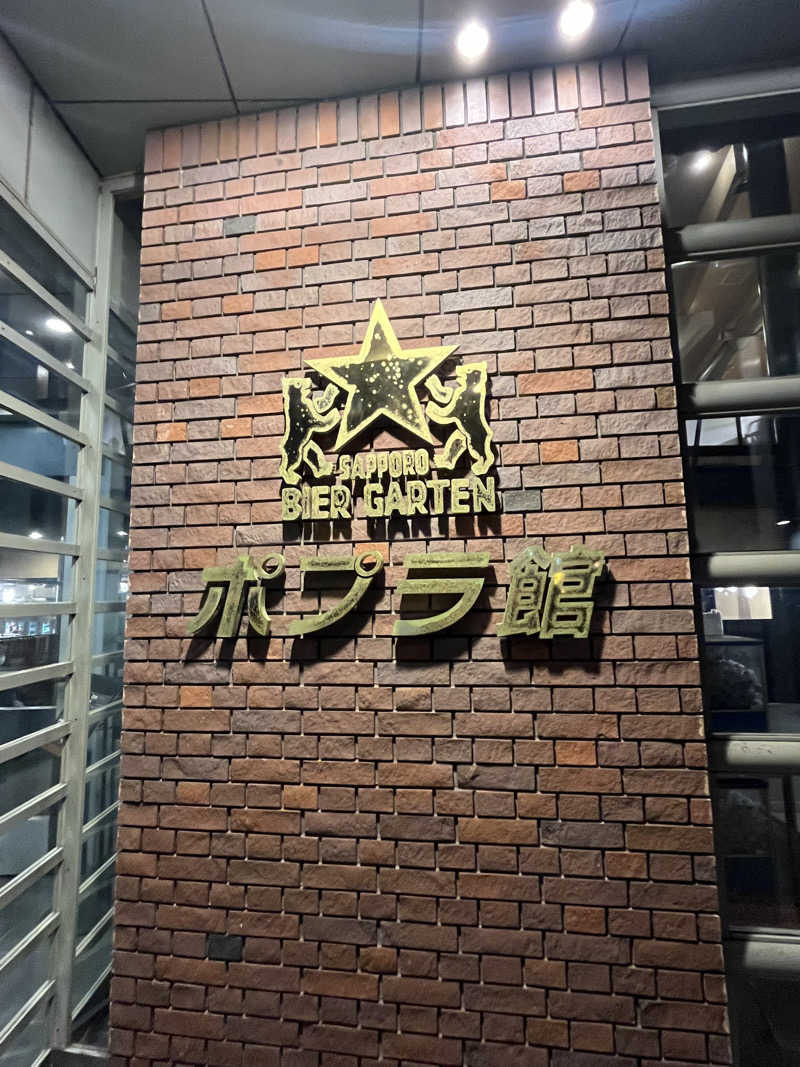 SAPPORO
BIER GARTEN
ポプラ館